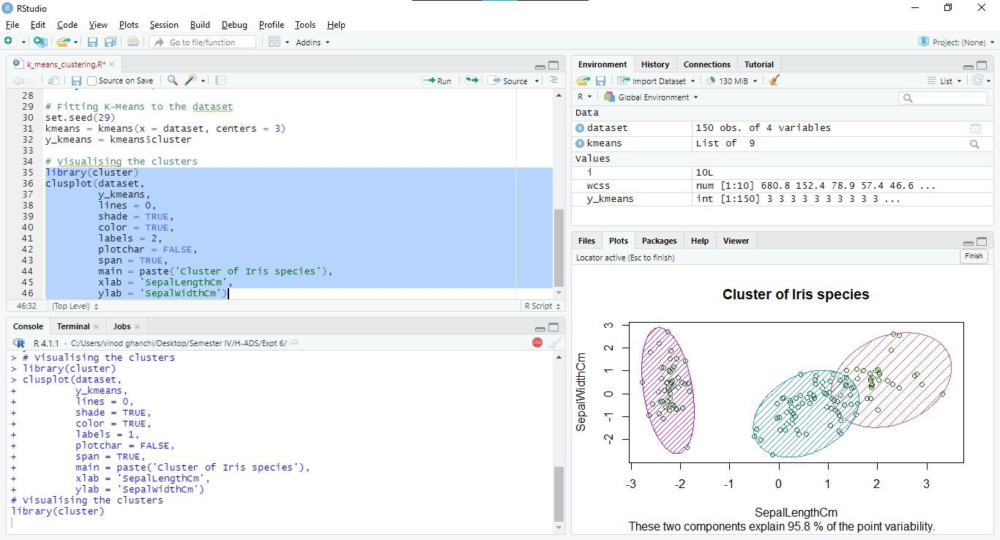 RStudio
File Edit Code View Plots Session Build Debug Profile Tools Help
Go to file/function Addins Project: (None)
k_means_clustering.R*
Source on Save Run Source
28
29 # Fitting K-Means to the dataset
30 set.seed(29)
31 kmeans = kmeans(x = dataset, centers = 3)
32 y_kmeans = kmeans$cluster
33
34 # Visualising the clusters
35 library(cluster)
36 clusplot(dataset,
37 y_kmeans,
38 lines = 0,
39 shade = TRUE,
40 color = TRUE,
41 labels = 2,
42 plotchar = FALSE,
43 span = TRUE,
44 main = paste('Cluster of Iris species'),
45 xlab = 'SepalLengthCm',
46 ylab = 'SepalWidthCm')
46:32 (Top Level) R Script
Console Terminal Jobs
R 4.1.1 · C:/Users/vinod ghanchi/Desktop/Semester IV/H-ADS/Expt 6/
STOP
> # Visualising the clusters
> library(cluster)
> clusplot(dataset,
+ y_kmeans,
+ lines = 0,
+ shade = TRUE,
+ color = TRUE,
+ labels = 1,
+ plotchar = FALSE,
+ span = TRUE,
+ main = paste('Cluster of Iris species'),
+ xlab = 'SepalLengthCm',
+ ylab = 'SepalWidthCm')
# Visualising the clusters
library(cluster)
Environment History Connections Tutorial
Import Dataset 130 MiB List
R Global Environment
Data
dataset 150 obs. of 4 variables
kmeans List of 9
Values
i 10L
wcss num [1:10] 680.8 152.4 78.9 57.4 46.6 ...
y_kmeans int [1:150] 3 3 3 3 3 3 3 3 3 3 ...
Files Plots Packages Help Viewer
Locator active (Esc to finish) Finish
Cluster of Iris species
SepalWidthCm
3
2
1
0
-1
-2
-3 -2 -1 0 1 2 3
SepalLengthCm
These two components explain 95.8 % of the point variability.